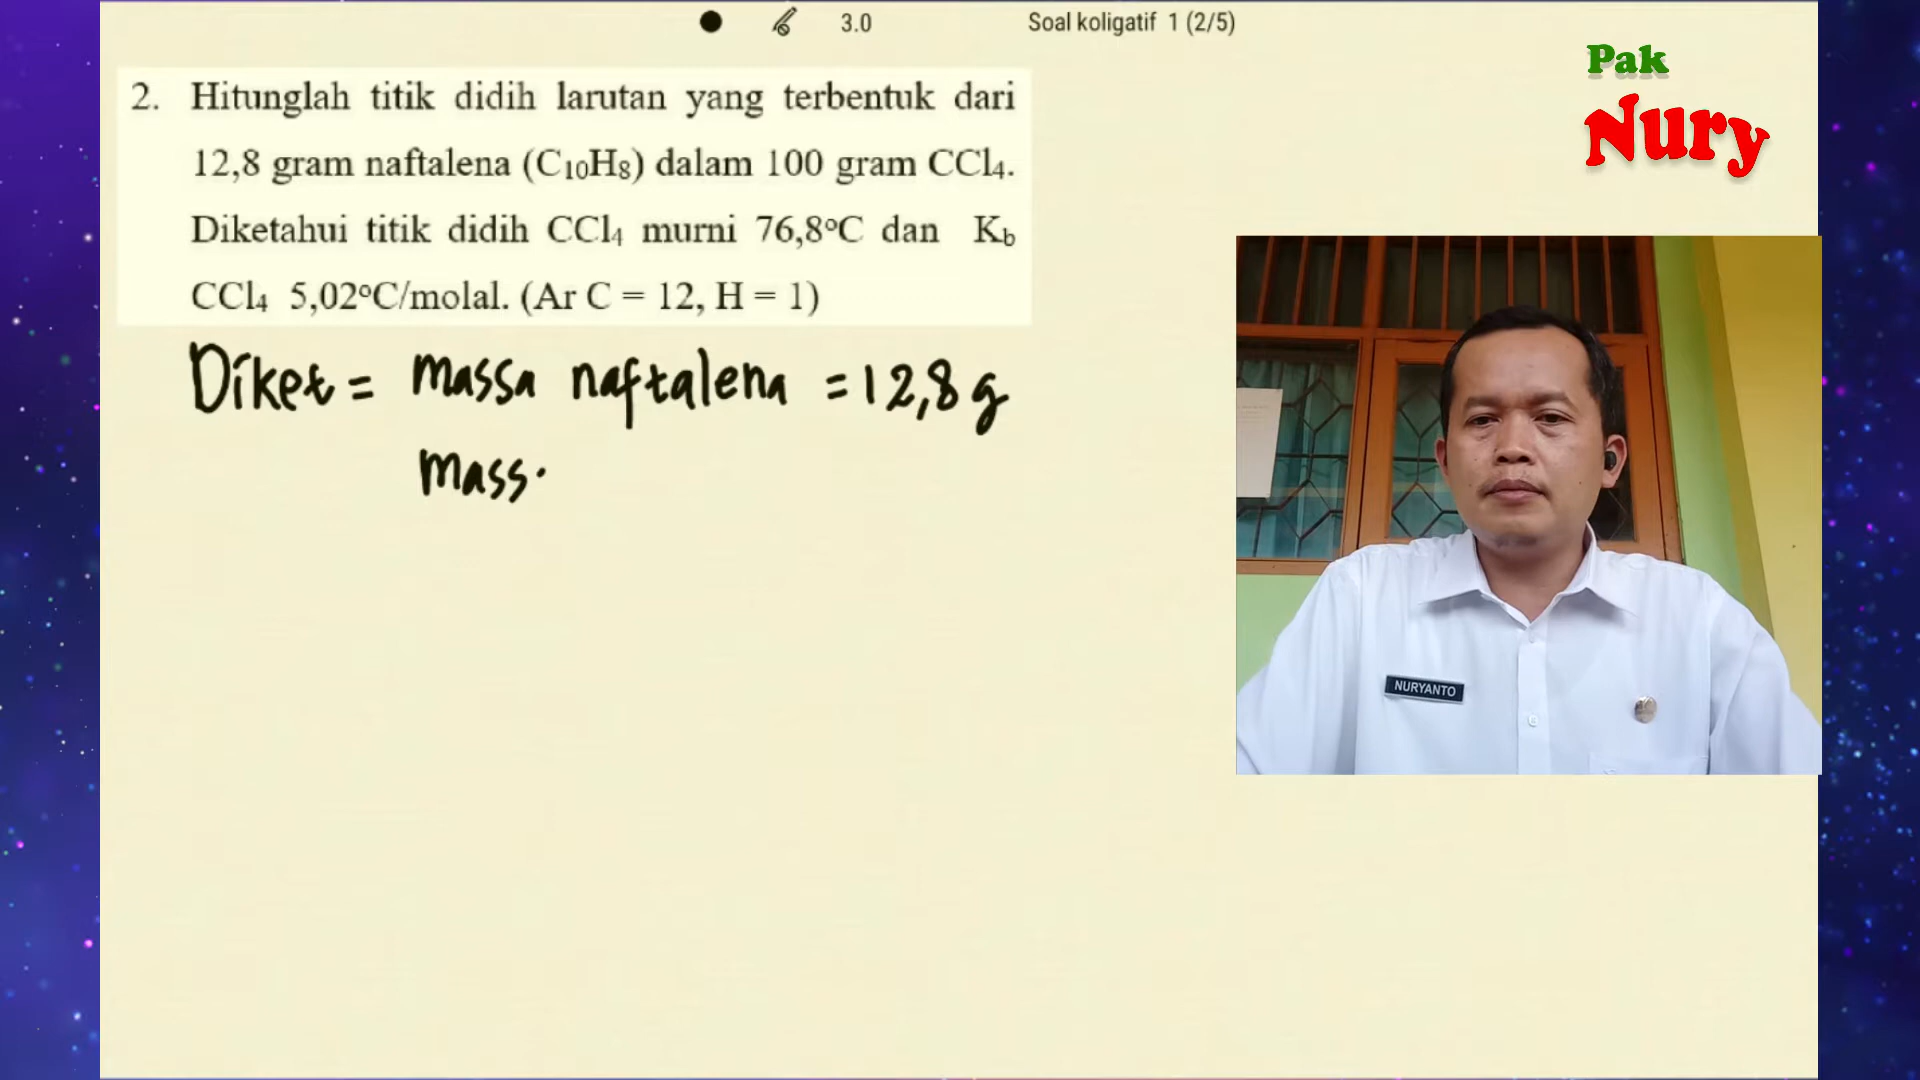 3.0 Soal koligatif 1 (2/5)
Pak
Nury
2. Hitunglah titik didih larutan yang terbentuk dari
12,8 gram naftalena (C₁₀H₈) dalam 100 gram CCl₄.
Diketahui titik didih CCl₄ murni 76,8°C dan K_b
CCl₄ 5,02°C/molal. (Ar C = 12, H = 1)
Diket = massa naftalena = 12,8 g
mass.
NURYANTO